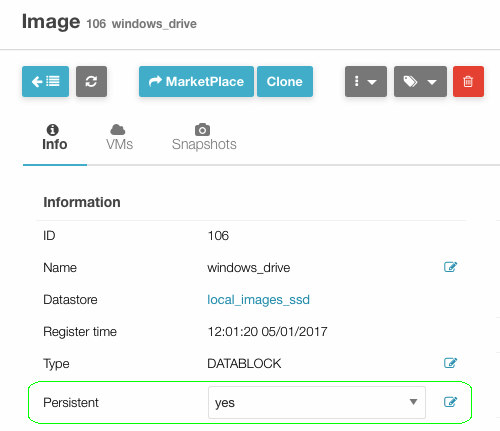 Image 106 windows_drive
MarketPlace Clone
Info VMs Snapshots
Information
ID 106
Name windows_drive
Datastore local_images_ssd
Register time 12:01:20 05/01/2017
Type DATABLOCK
Persistent yes